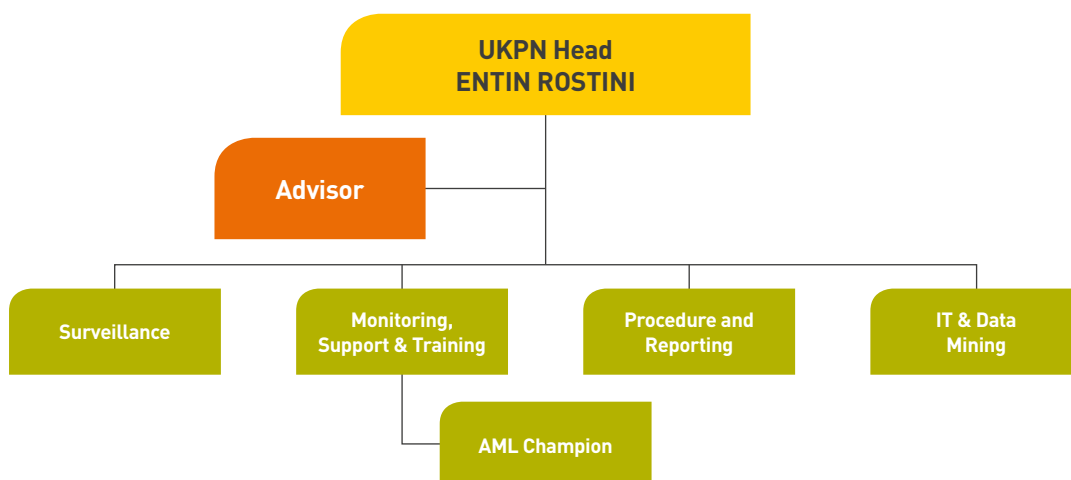 UKPN Head
ENTIN ROSTINI
Advisor
Surveillance
Monitoring,
Support & Training
Procedure and
Reporting
IT & Data
Mining
AML Champion